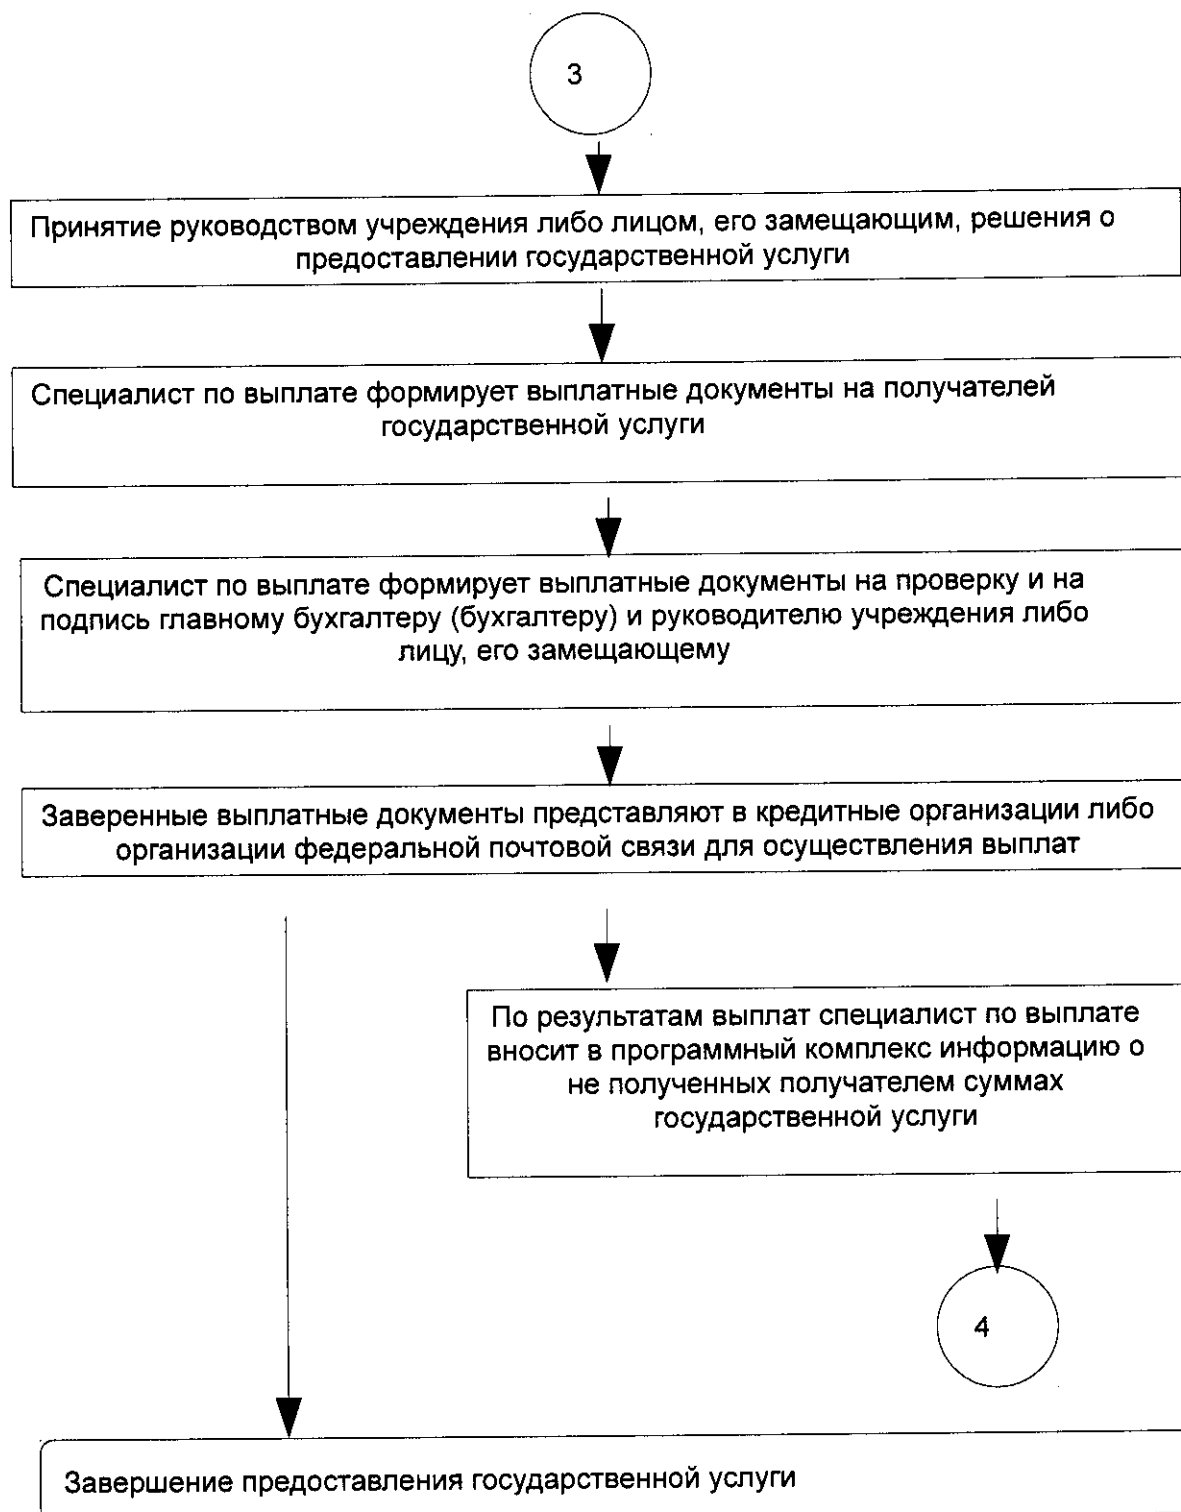 3
Принятие руководством учреждения либо лицом, его замещающим, решения о
предоставлении государственной услуги
Специалист по выплате формирует выплатные документы на получателей
государственной услуги
Специалист по выплате формирует выплатные документы на проверку и на
подпись главному бухгалтеру (бухгалтеру) и руководителю учреждения либо
лицу, его замещающему
Заверенные выплатные документы представляют в кредитные организации либо
организации федеральной почтовой связи для осуществления выплат
По результатам выплат специалист по выплате
вносит в программный комплекс информацию о
не полученных получателем суммах
государственной услуги
4
Завершение предоставления государственной услуги